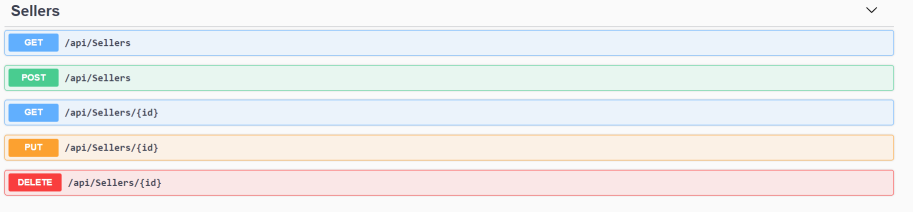 Sellers
GET /api/Sellers
POST /api/Sellers
GET /api/Sellers/{id}
PUT /api/Sellers/{id}
DELETE /api/Sellers/{id}